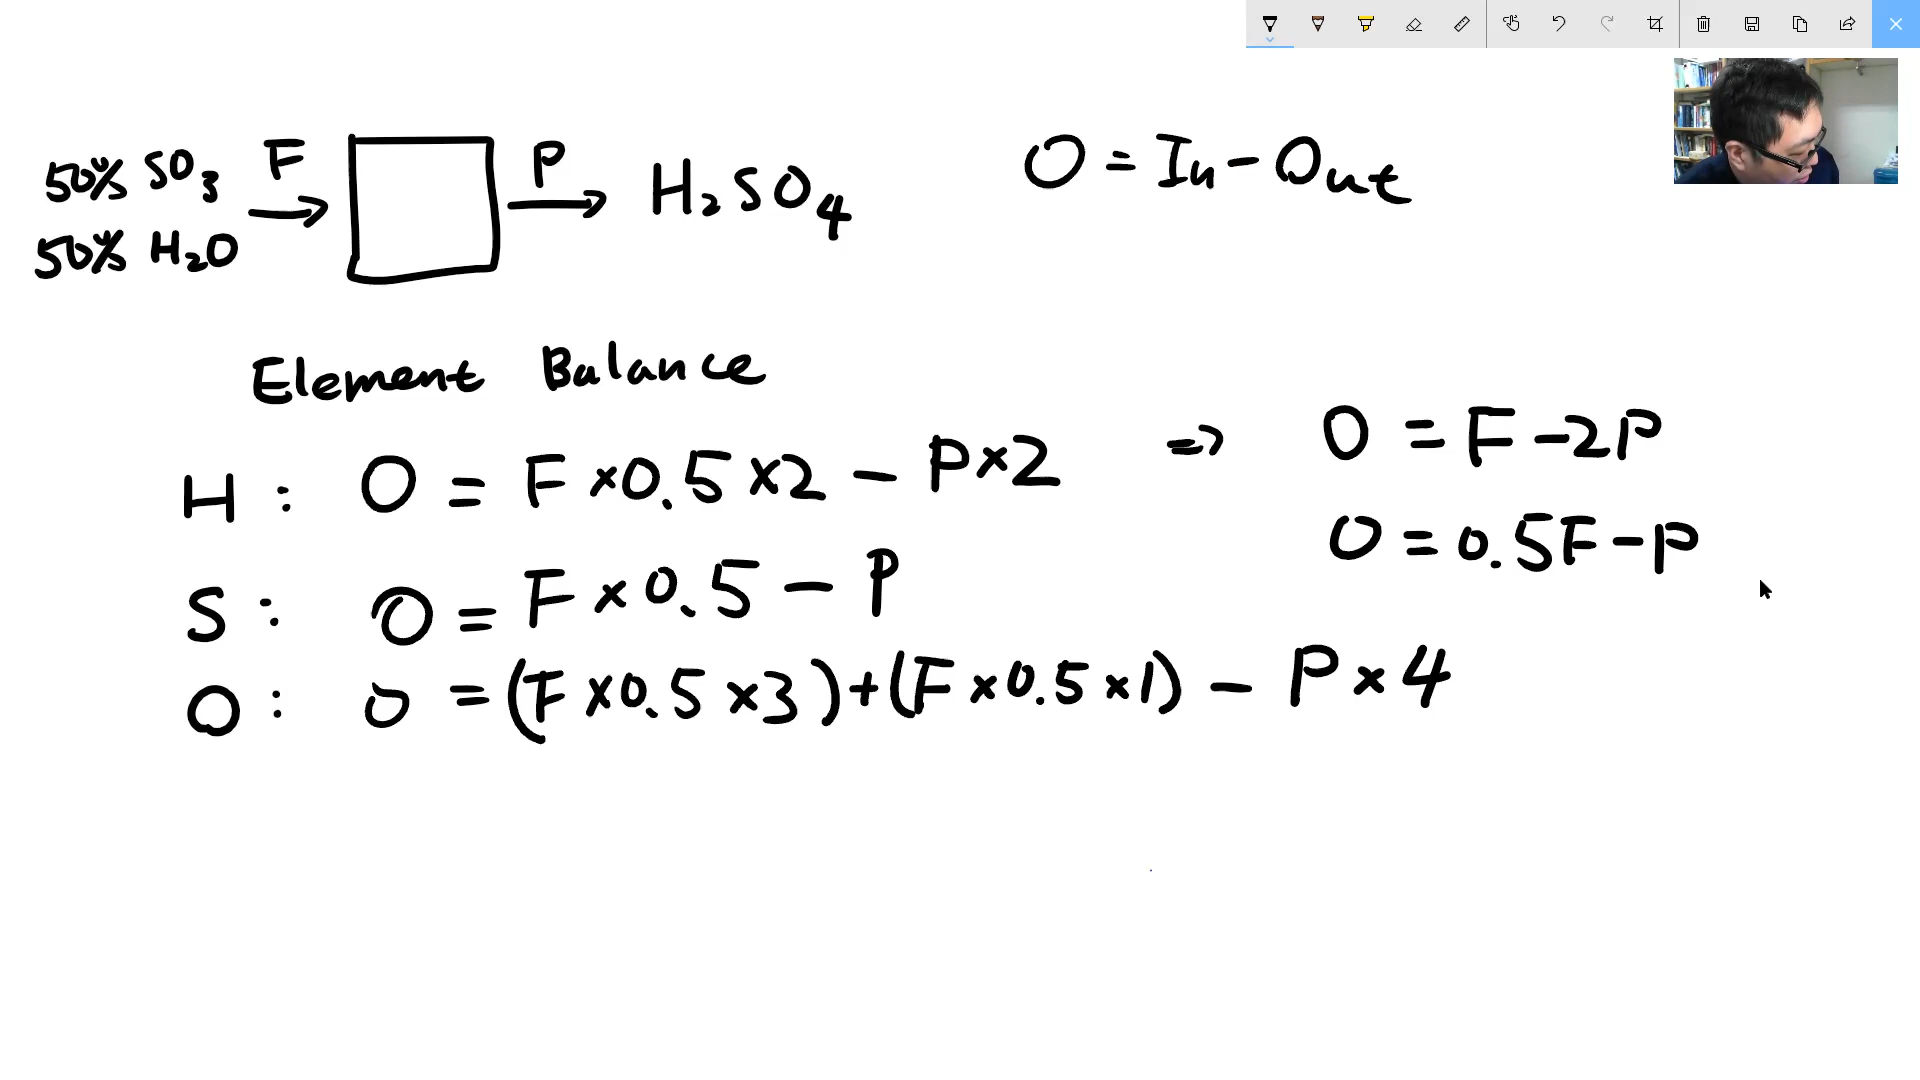 50% SO₃ F P H₂SO₄ 0 = In - Out
50% H₂O
Element Balance
H : 0 = F × 0.5 × 2 - P × 2 ⇒ 0 = F - 2P
0 = 0.5F - P
S : 0 = F × 0.5 - P
O : 0 = (F × 0.5 × 3) + (F × 0.5 × 1) - P × 4